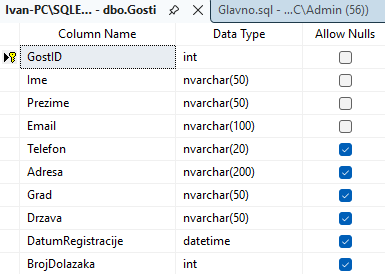 Ivan-PC\SQLE... - dbo.Gosti Glavno.sql - ...C\Admin (56))
Column Name Data Type Allow Nulls
GostID int
Ime nvarchar(50)
Prezime nvarchar(50)
Email nvarchar(100)
Telefon nvarchar(20)
Adresa nvarchar(200)
Grad nvarchar(50)
Drzava nvarchar(50)
DatumRegistracije datetime
BrojDolazaka int